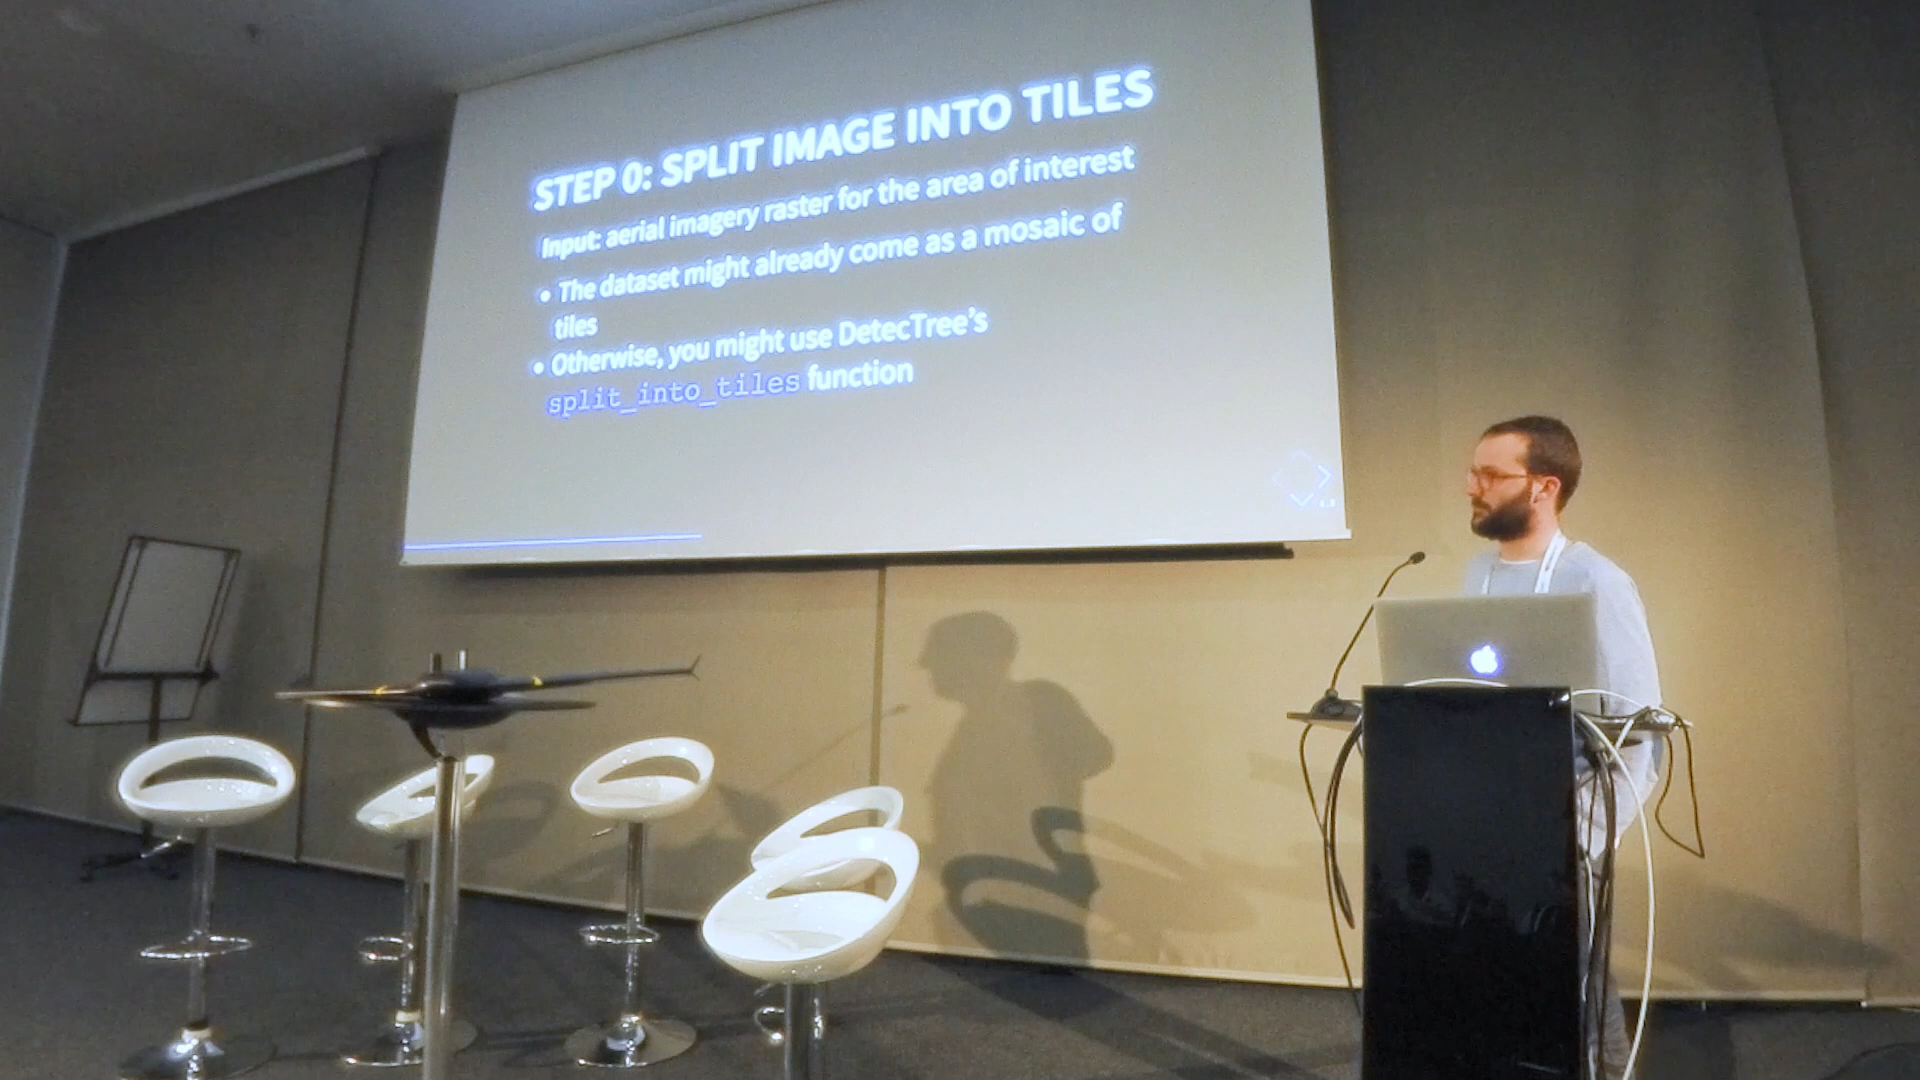 STEP 0: SPLIT IMAGE INTO TILES
Input: aerial imagery raster for the area of interest
• The dataset might already come as a mosaic of
tiles
• Otherwise, you might use DetecTree's
split_into_tiles function